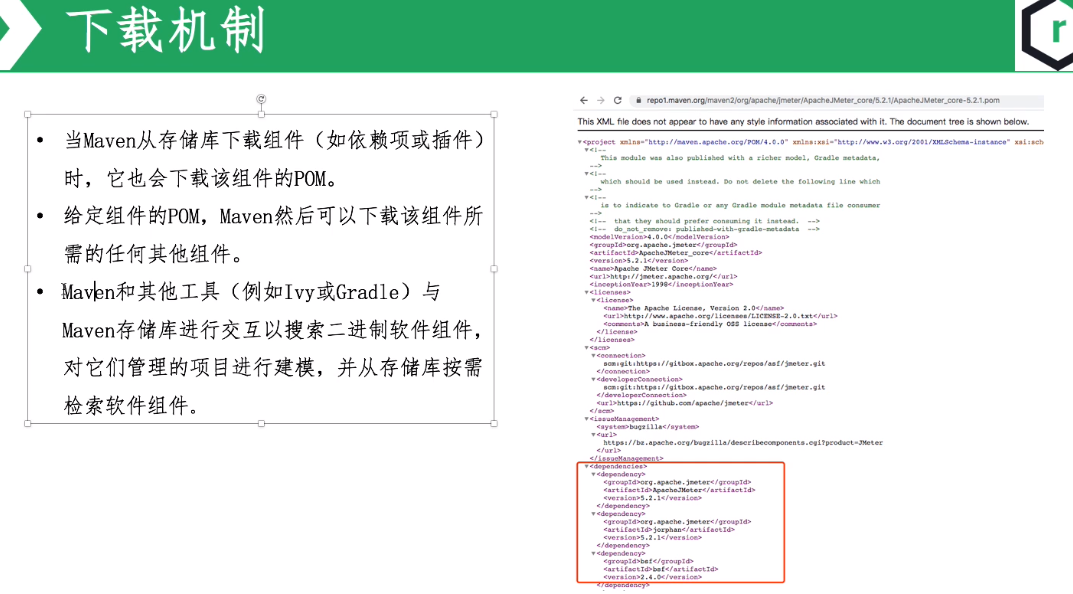 下载机制
r
• 当Maven从存储库下载组件（如依赖项或插件）
时，它也会下载该组件的POM。
• 给定组件的POM，Maven然后可以下载该组件所
需的任何其他组件。
• Maven和其他工具（例如Ivy或Gradle）与
Maven存储库进行交互以搜索二进制软件组件，
对它们管理的项目进行建模，并从存储库按需
检索软件组件。
repo1.maven.org/maven2/org/apache/jmeter/ApacheJMeter_core/5.2.1/ApacheJMeter_core-5.2.1.pom
This XML file does not appear to have any style information associated with it. The document tree is shown below.
▼<project xmlns="http://maven.apache.org/POM/4.0.0" xmlns:xsi="http://www.w3.org/2001/XMLSchema-instance" xsi:sch
▼<!--
This module was also published with a richer model, Gradle metadata,
-->
▼<!--
which should be used instead. Do not delete the following line which
-->
▼<!--
is to indicate to Gradle or any Gradle module metadata file consumer
-->
<!-- that they should prefer consuming it instead. -->
<!-- do_not_remove: published-with-gradle-metadata -->
<modelVersion>4.0.0</modelVersion>
<groupId>org.apache.jmeter</groupId>
<artifactId>ApacheJMeter_core</artifactId>
<version>5.2.1</version>
<name>Apache JMeter Core</name>
<url>http://jmeter.apache.org/</url>
<inceptionYear>1998</inceptionYear>
▼<licenses>
▼<license>
<name>The Apache License, Version 2.0</name>
<url>http://www.apache.org/licenses/LICENSE-2.0.txt</url>
<comments>A business-friendly OSS license</comments>
</license>
</licenses>
▼<scm>
▼<connection>
scm:git:https://gitbox.apache.org/repos/asf/jmeter.git
</connection>
▼<developerConnection>
scm:git:https://gitbox.apache.org/repos/asf/jmeter.git
</developerConnection>
<url>https://github.com/apache/jmeter</url>
</scm>
▼<issueManagement>
<system>bugzilla</system>
▼<url>
https://bz.apache.org/bugzilla/describecomponents.cgi?product=JMeter
</url>
</issueManagement>
▼<dependencies>
▼<dependency>
<groupId>org.apache.jmeter</groupId>
<artifactId>ApacheJMeter</artifactId>
<version>5.2.1</version>
</dependency>
▼<dependency>
<groupId>org.apache.jmeter</groupId>
<artifactId>jorphan</artifactId>
<version>5.2.1</version>
</dependency>
▼<dependency>
<groupId>bsf</groupId>
<artifactId>bsf</artifactId>
<version>2.4.0</version>
</dependency>